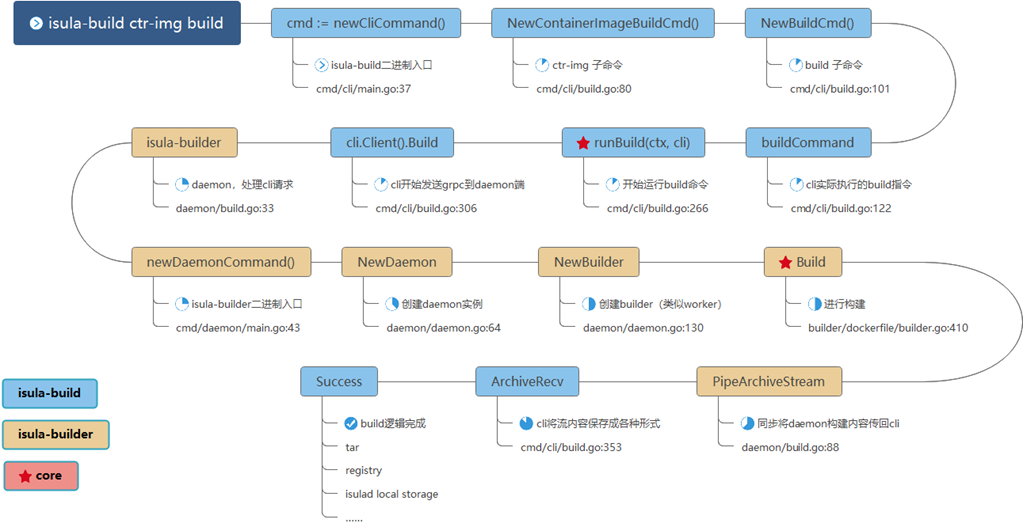 isula-build ctr-img build
cmd := newCliCommand()
isula-build二进制入口
cmd/cli/main.go:37
NewContainerImageBuildCmd()
ctr-img 子命令
cmd/cli/build.go:80
NewBuildCmd()
build 子命令
cmd/cli/build.go:101
buildCommand
cli实际执行的build指令
cmd/cli/build.go:122
runBuild(ctx, cli)
开始运行build命令
cmd/cli/build.go:266
cli.Client().Build
cli开始发送grpc到daemon端
cmd/cli/build.go:306
isula-builder
daemon，处理cli请求
daemon/build.go:33
newDaemonCommand()
isula-builder二进制入口
cmd/daemon/main.go:43
NewDaemon
创建daemon实例
daemon/daemon.go:64
NewBuilder
创建builder（类似worker）
daemon/daemon.go:130
Build
进行构建
builder/dockerfile/builder.go:410
PipeArchiveStream
同步将daemon构建内容传回cli
daemon/build.go:88
ArchiveRecv
cli将流内容保存成各种形式
cmd/cli/build.go:353
Success
build逻辑完成
tar
registry
isulad local storage
......
isula-build
isula-builder
core